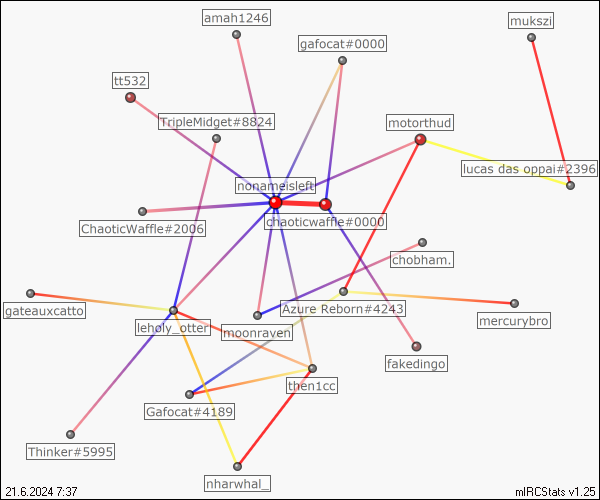 amah1246
mukszi
gafocat#0000
tt532
TripleMidget#8824
motorthud
lucas das oppai#2396
nonameisleft
chaoticwaffle#0000
ChaoticWaffle#2006
chobham.
gateauxcatto
Azure Reborn#4243
mercurybro
lehøly_otter
moonraven
fakedingo
then1cc
Gafocat#4189
Thinker#5995
nharwhal_
21.6.2024 7:37
mIRCStats v1.25